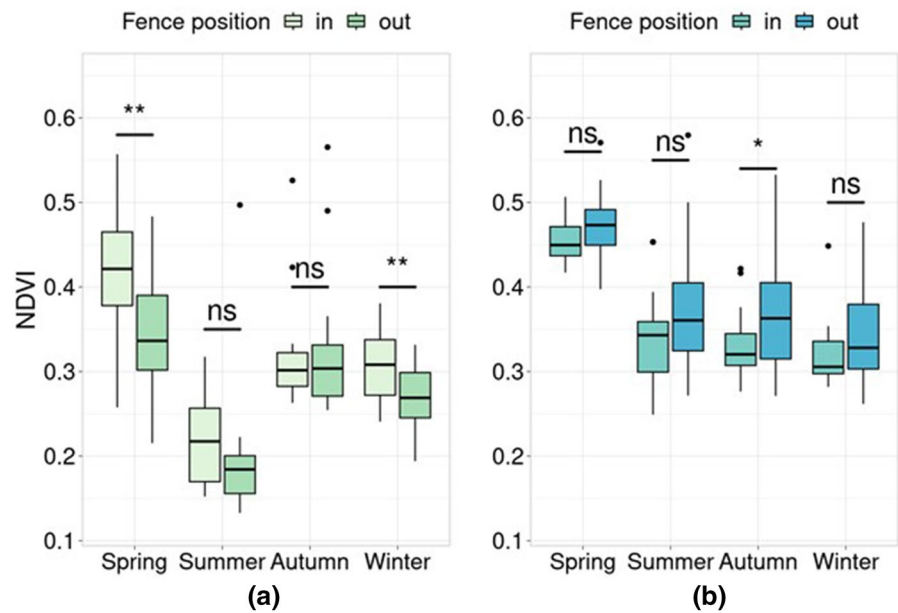 Fence position in out
NDVI
0.6
0.5
0.4
0.3
0.2
0.1
**
ns
ns
**
Spring Summer Autumn Winter
(a)
Fence position in out
0.6
0.5
0.4
0.3
0.2
0.1
ns
ns
*
ns
Spring Summer Autumn Winter
(b)